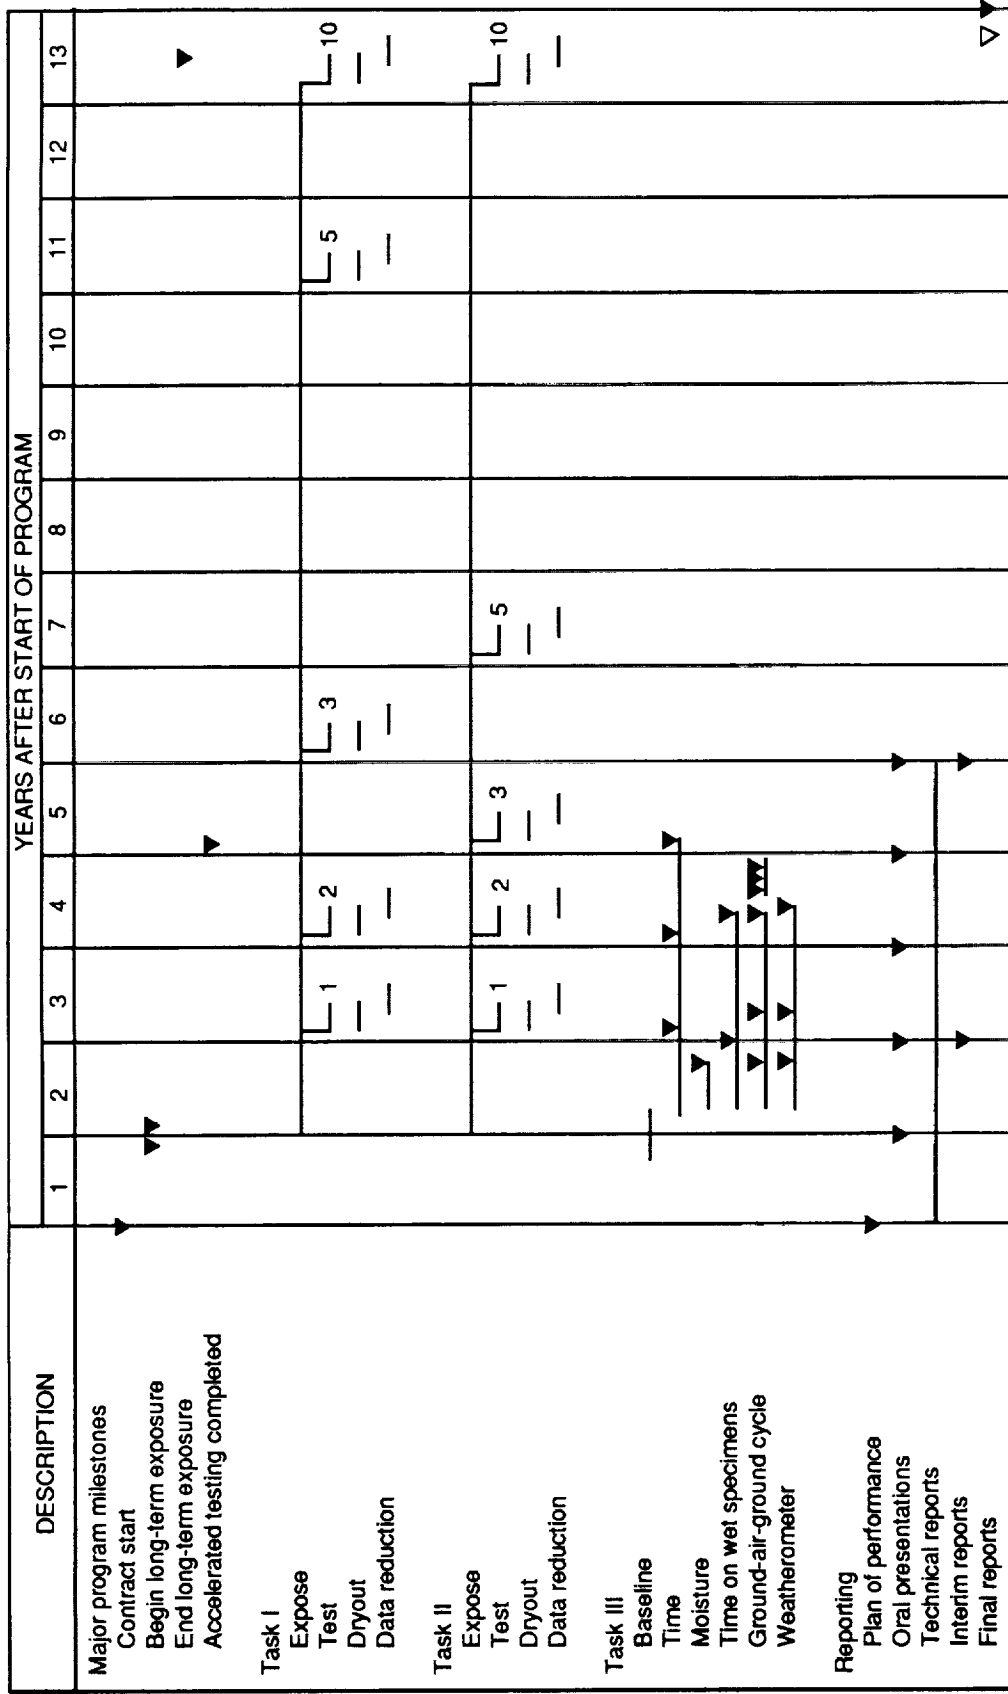 DESCRIPTION
YEARS AFTER START OF PROGRAM
1 2 3 4 5 6 7 8 9 10 11 12 13
Major program milestones
Contract start
Begin long-term exposure
End long-term exposure
Accelerated testing completed
Task I
Expose
Test 1 2 3 5 10
Dryout
Data reduction
Task II
Expose
Test 1 2 3 5 10
Dryout
Data reduction
Task III
Baseline
Time
Moisture
Time on wet specimens
Ground-air-ground cycle
Weatherometer
Reporting
Plan of performance
Oral presentations
Technical reports
Interim reports
Final reports